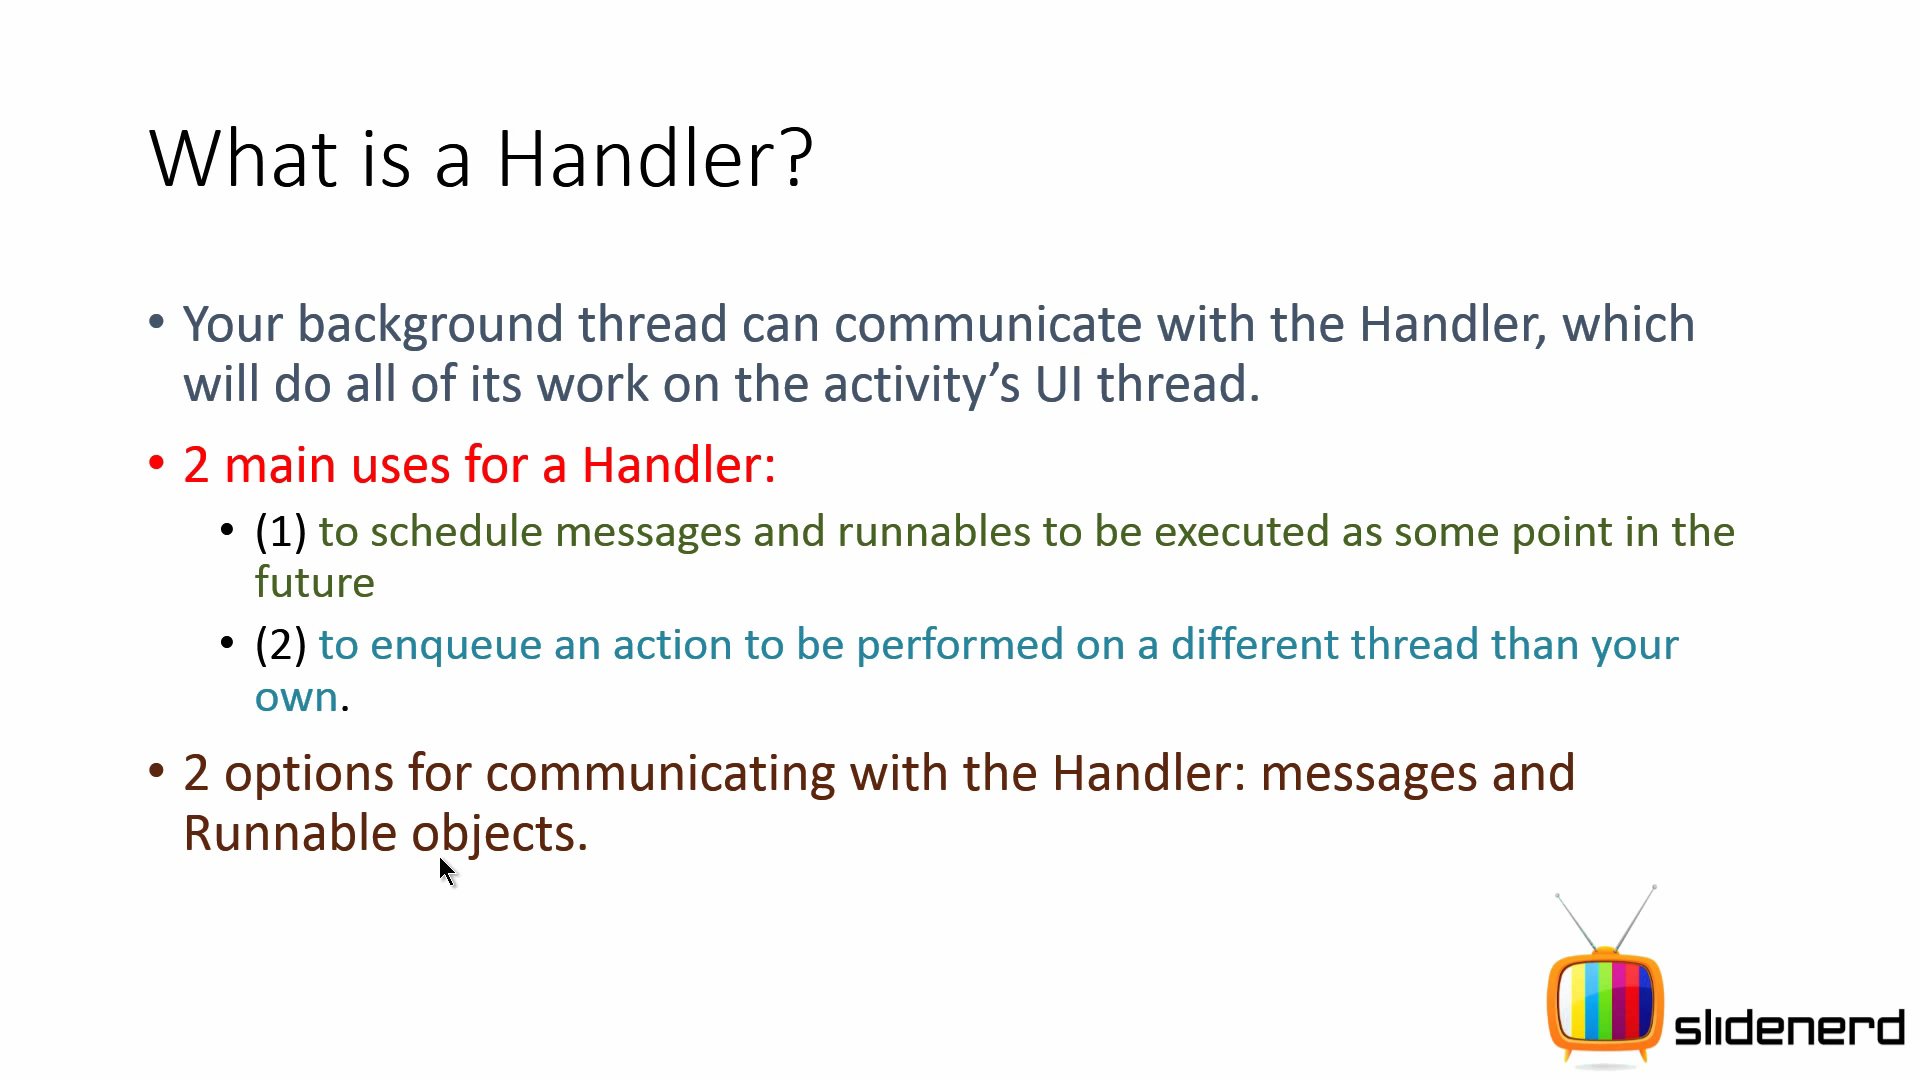 What is a Handler?
• Your background thread can communicate with the Handler, which
will do all of its work on the activity’s UI thread.
• 2 main uses for a Handler:
• (1) to schedule messages and runnables to be executed as some point in the
future
• (2) to enqueue an action to be performed on a different thread than your
own.
• 2 options for communicating with the Handler: messages and
Runnable objects.
slidenerd